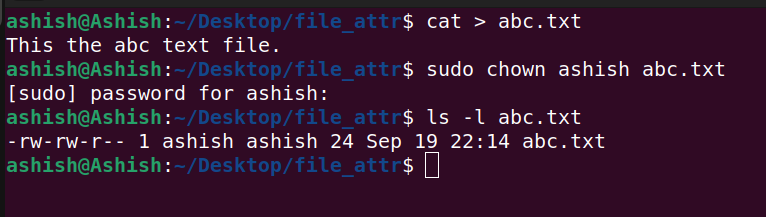 ashish@Ashish:~/Desktop/file_attr$ cat > abc.txt
This the abc text file.
ashish@Ashish:~/Desktop/file_attr$ sudo chown ashish abc.txt
[sudo] password for ashish:
ashish@Ashish:~/Desktop/file_attr$ ls -l abc.txt
-rw-rw-r-- 1 ashish ashish 24 Sep 19 22:14 abc.txt
ashish@Ashish:~/Desktop/file_attr$